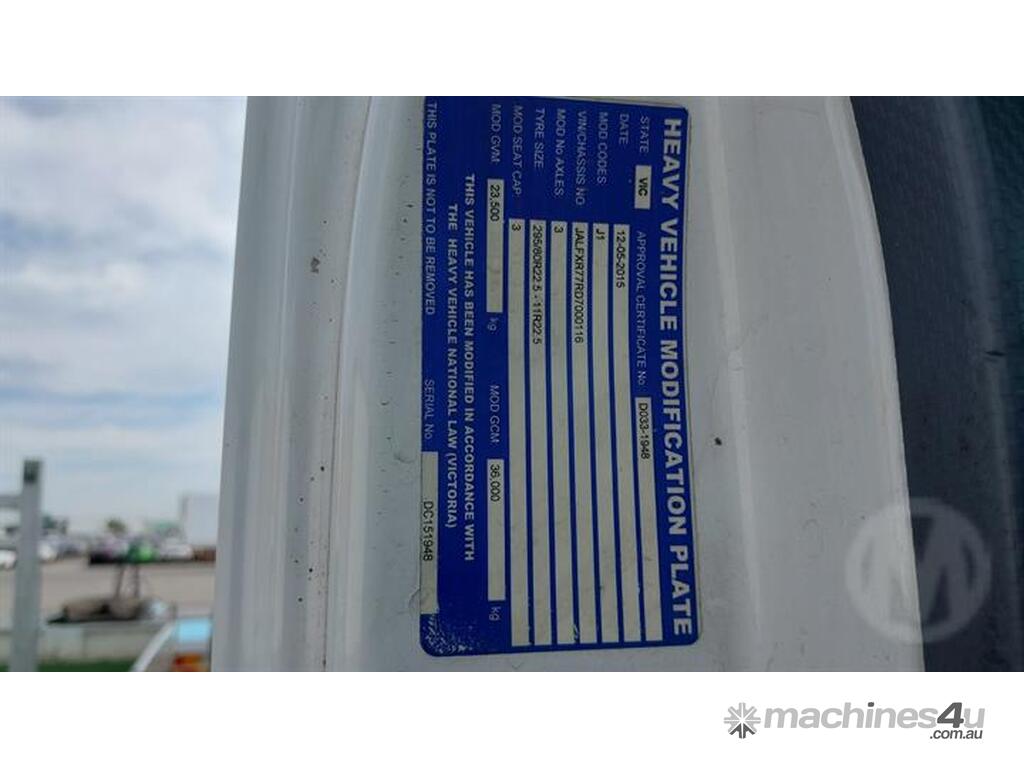 HEAVY VEHICLE MODIFICATION PLATE
STATE: VIC APPROVAL CERTIFICATE No. D033-1948
DATE: 12-05-2015
MOD CODES: J1
VIN/CHASSIS NO: JALFXR77RD7000116
MOD No AXLES: 3
TYRE SIZE: 295/80R22.5 - 11R22.5
MOD SEAT CAP: 3
MOD GVM: 23,500 kg MOD GCM: 36,000 kg
THIS VEHICLE HAS BEEN MODIFIED IN ACCORDANCE WITH
THE HEAVY VEHICLE NATIONAL LAW (VICTORIA)
THIS PLATE IS NOT TO BE REMOVED SERIAL No. DC151948
M
machines4u
.com.au